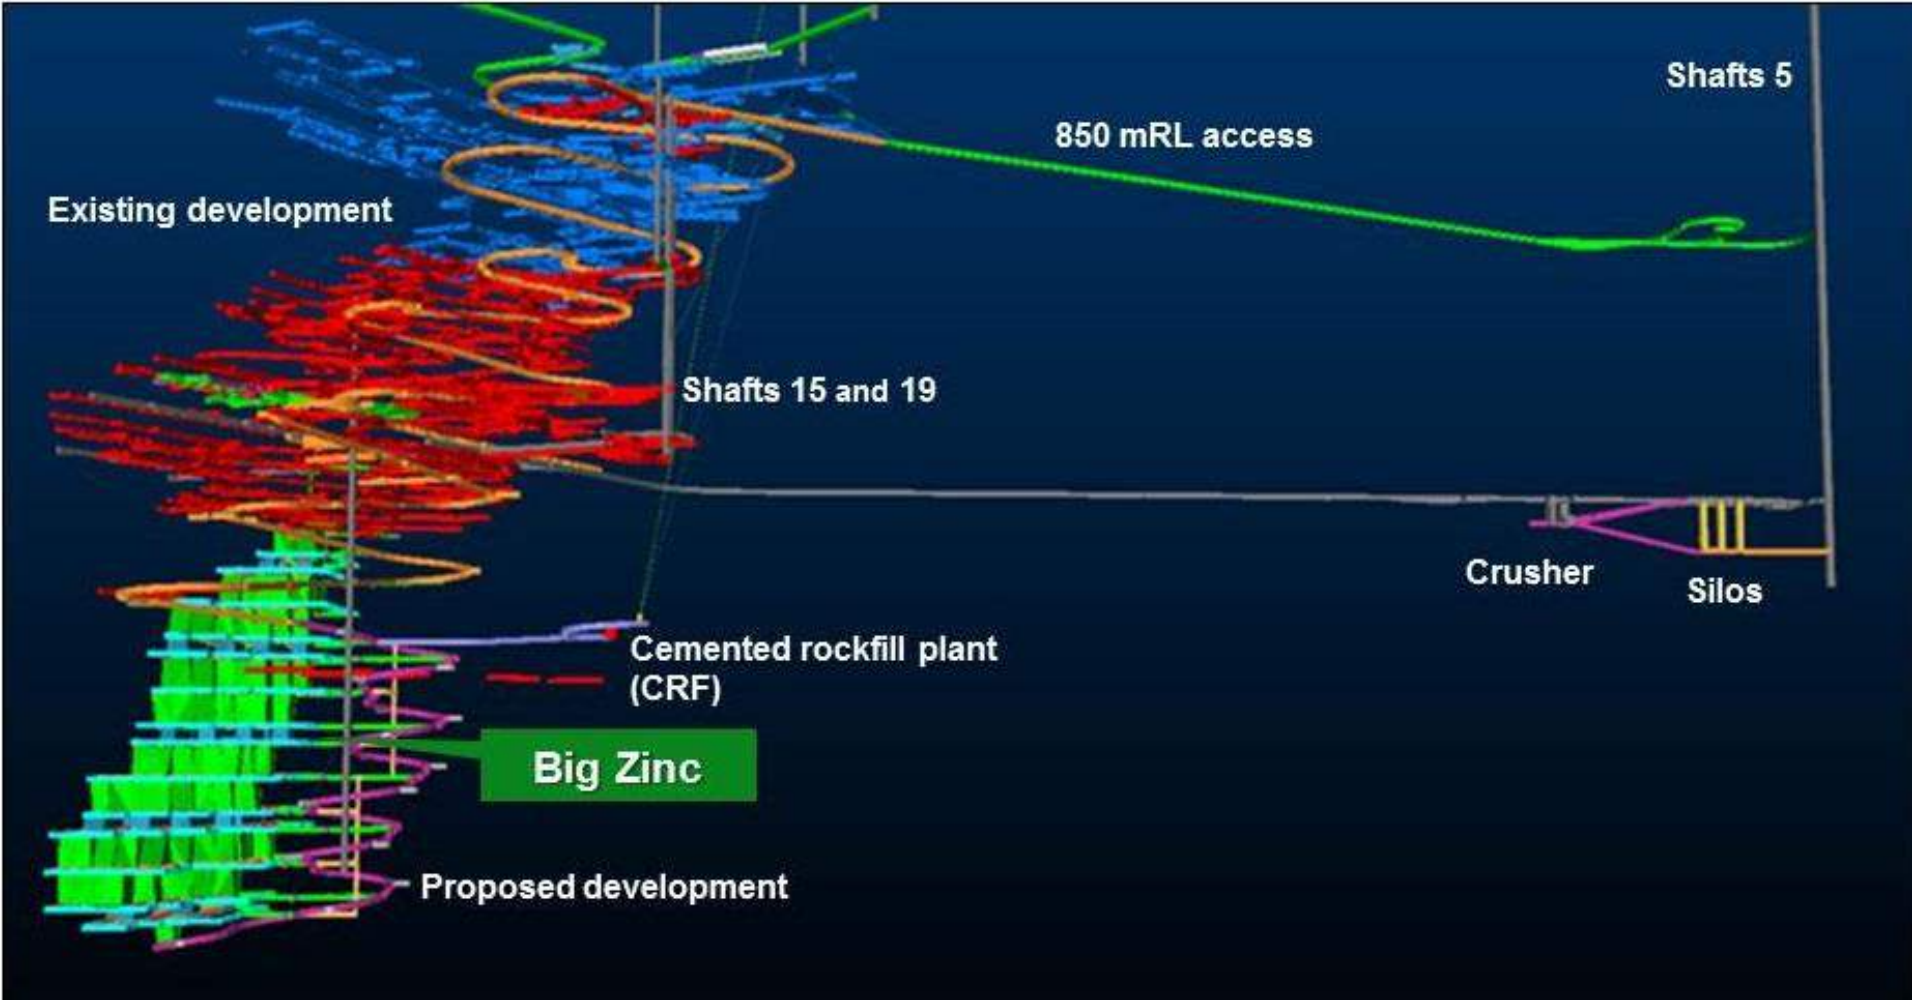 Shafts 5
850 mRL access
Existing development
Shafts 15 and 19
Crusher
Silos
Cemented rockfill plant
(CRF)
Big Zinc
Proposed development